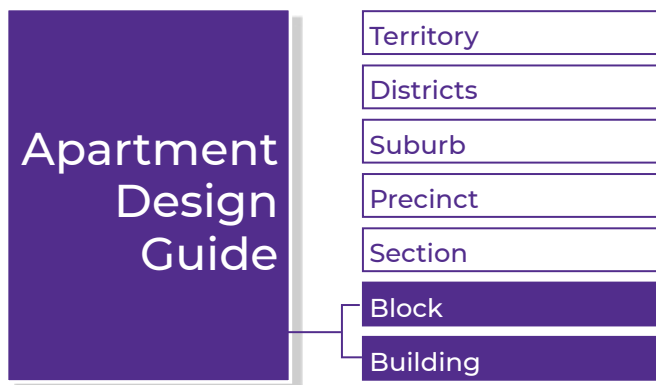 Apartment
Design
Guide
Territory
Districts
Suburb
Precinct
Section
Block
Building